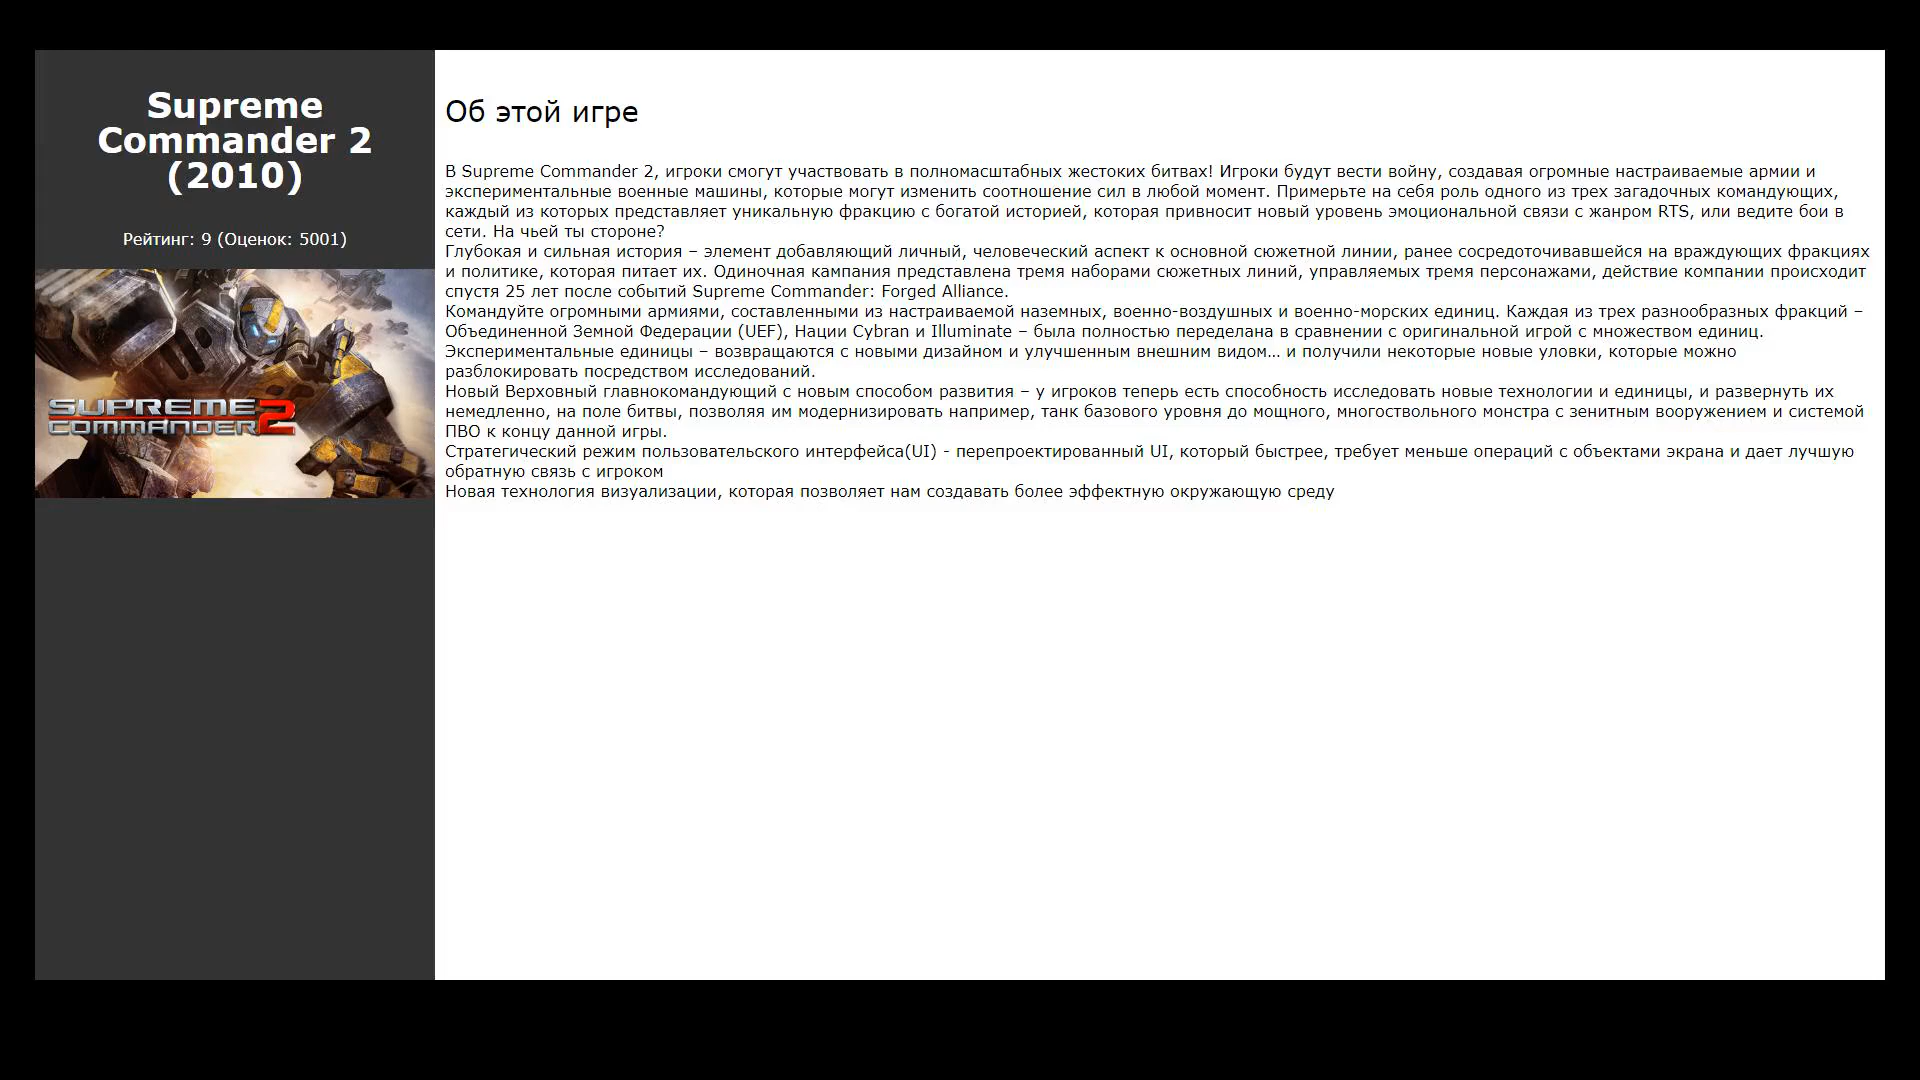 Supreme
Commander 2
(2010)
Рейтинг: 9 (Оценок: 5001)
SUPREME
COMMANDER 2
Об этой игре
В Supreme Commander 2, игроки смогут участвовать в полномасштабных жестоких битвах! Игроки будут вести войну, создавая огромные настраиваемые армии и
экспериментальные военные машины, которые могут изменить соотношение сил в любой момент. Примерьте на себя роль одного из трех загадочных командующих,
каждый из которых представляет уникальную фракцию с богатой историей, которая привносит новый уровень эмоциональной связи с жанром RTS, или ведите бои в
сети. На чьей ты стороне?
Глубокая и сильная история – элемент добавляющий личный, человеческий аспект к основной сюжетной линии, ранее сосредоточивавшейся на враждующих фракциях
и политике, которая питает их. Одиночная кампания представлена тремя наборами сюжетных линий, управляемых тремя персонажами, действие компании происходит
спустя 25 лет после событий Supreme Commander: Forged Alliance.
Командуйте огромными армиями, составленными из настраиваемой наземных, военно-воздушных и военно-морских единиц. Каждая из трех разнообразных фракций –
Объединенной Земной Федерации (UEF), Нации Cybran и Illuminate – была полностью переделана в сравнении с оригинальной игрой с множеством единиц.
Экспериментальные единицы – возвращаются с новыми дизайном и улучшенным внешним видом... и получили некоторые новые уловки, которые можно
разблокировать посредством исследований.
Новый Верховный главнокомандующий с новым способом развития – у игроков теперь есть способность исследовать новые технологии и единицы, и развернуть их
немедленно, на поле битвы, позволяя им модернизировать например, танк базового уровня до мощного, многоствольного монстра с зенитным вооружением и системой
ПВО к концу данной игры.
Стратегический режим пользовательского интерфейса(UI) - перепроектированный UI, который быстрее, требует меньше операций с объектами экрана и дает лучшую
обратную связь с игроком
Новая технология визуализации, которая позволяет нам создавать более эффектную окружающую среду